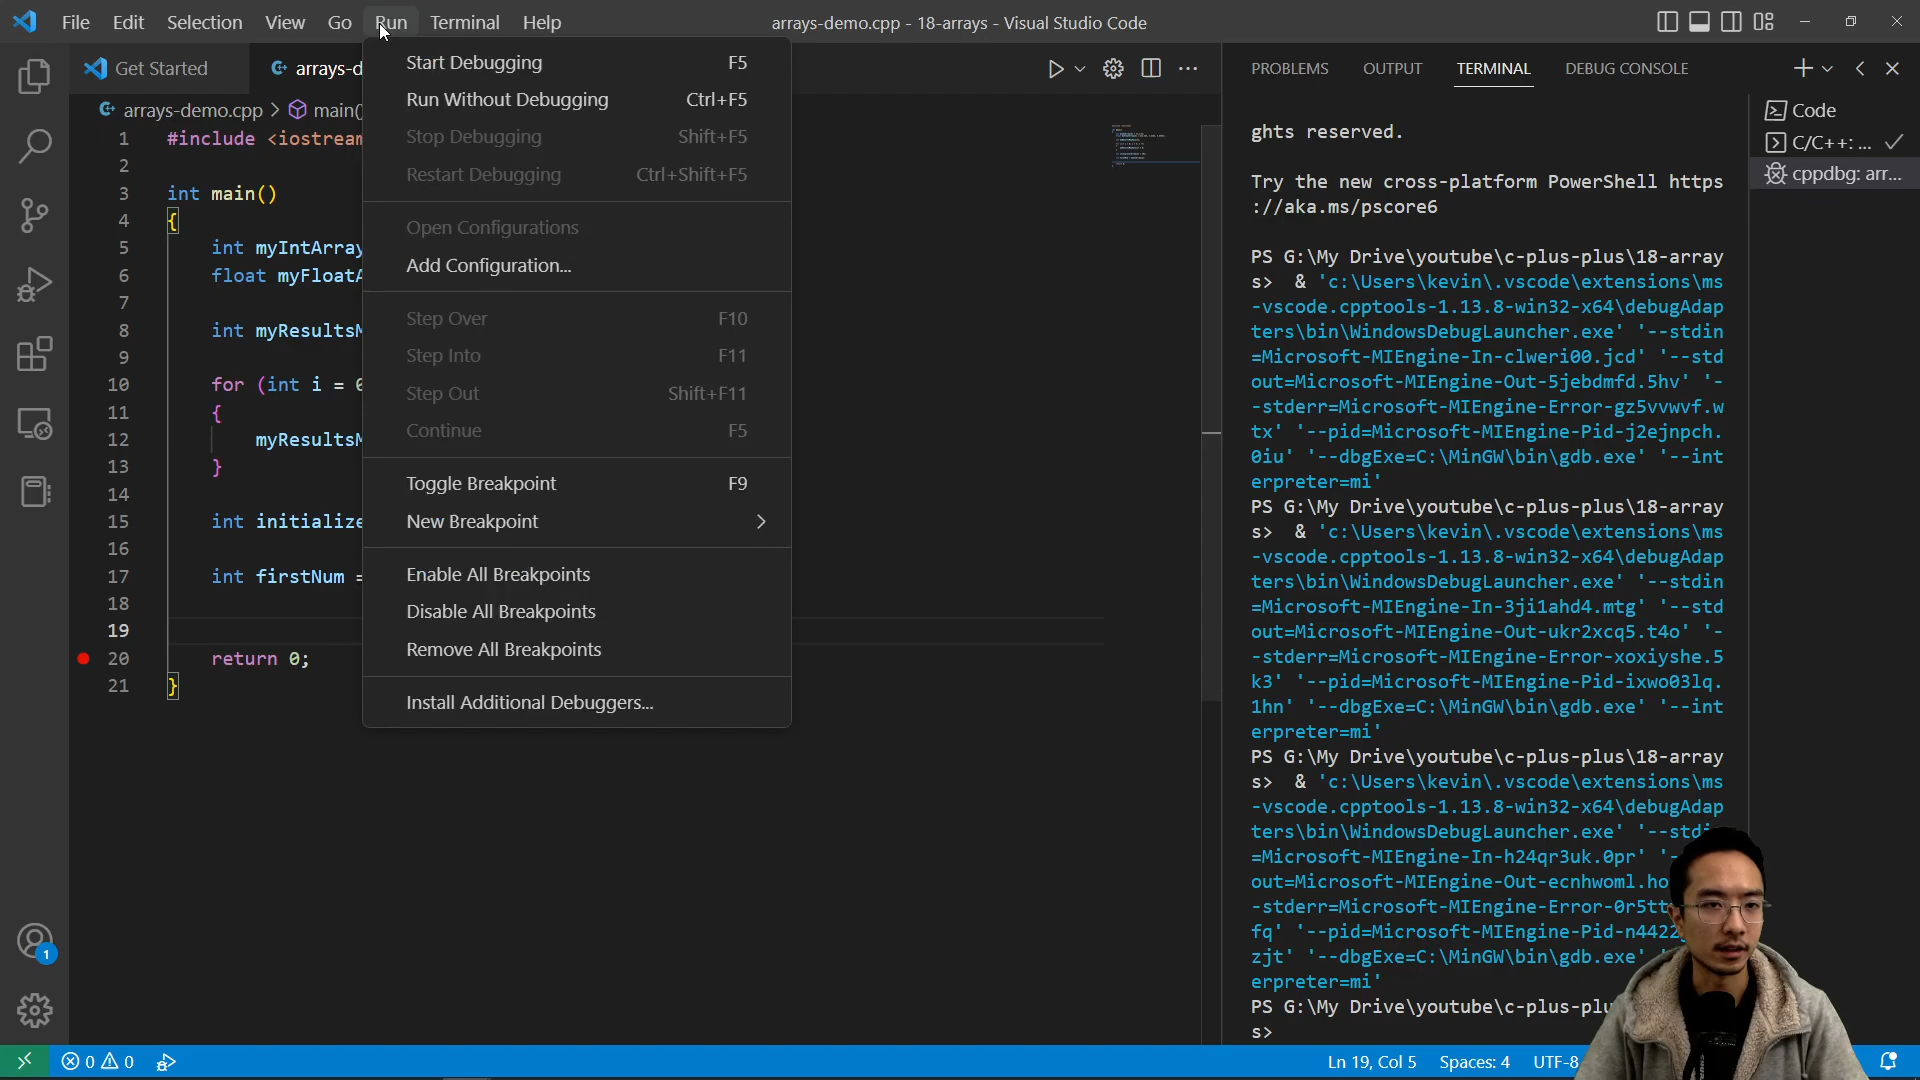 File Edit Selection View Go Run Terminal Help
arrays-demo.cpp - 18-arrays - Visual Studio Code
Get Started
arrays-d
arrays-demo.cpp > main(
1 #include <iostream
2
3 int main()
4 {
5 int myIntArray
6 float myFloatA
7
8 int myResultsM
9
10 for (int i = 0
11 {
12 myResultsM
13 }
14
15 int initialize
16
17 int firstNum =
18
19
20 return 0;
21 }
Start Debugging F5
Run Without Debugging Ctrl+F5
Stop Debugging Shift+F5
Restart Debugging Ctrl+Shift+F5
Open Configurations
Add Configuration...
Step Over F10
Step Into F11
Step Out Shift+F11
Continue F5
Toggle Breakpoint F9
New Breakpoint
Enable All Breakpoints
Disable All Breakpoints
Remove All Breakpoints
Install Additional Debuggers...
PROBLEMS OUTPUT TERMINAL DEBUG CONSOLE
ghts reserved.
Try the new cross-platform PowerShell https
://aka.ms/pscore6
PS G:\My Drive\youtube\c-plus-plus\18-array
s> & 'c:\Users\kevin\.vscode\extensions\ms
-vscode.cpptools-1.13.8-win32-x64\debugAdap
ters\bin\WindowsDebugLauncher.exe' '--stdin
=Microsoft-MIEngine-In-clweri00.jcd' '--std
out=Microsoft-MIEngine-Out-5jebdmfd.5hv' '-
-stderr=Microsoft-MIEngine-Error-gz5vvwvf.w
tx' '--pid=Microsoft-MIEngine-Pid-j2ejnpch.
0iu' '--dbgExe=C:\MinGW\bin\gdb.exe' '--int
erpreter=mi'
PS G:\My Drive\youtube\c-plus-plus\18-array
s> & 'c:\Users\kevin\.vscode\extensions\ms
-vscode.cpptools-1.13.8-win32-x64\debugAdap
ters\bin\WindowsDebugLauncher.exe' '--stdin
=Microsoft-MIEngine-In-3ji1ahd4.mtg' '--std
out=Microsoft-MIEngine-Out-ukr2xcq5.t4o' '-
-stderr=Microsoft-MIEngine-Error-xoxiyshe.5
k3' '--pid=Microsoft-MIEngine-Pid-ixwo03lq.
1hn' '--dbgExe=C:\MinGW\bin\gdb.exe' '--int
erpreter=mi'
PS G:\My Drive\youtube\c-plus-plus\18-array
s> & 'c:\Users\kevin\.vscode\extensions\ms
-vscode.cpptools-1.13.8-win32-x64\debugAdap
ters\bin\WindowsDebugLauncher.exe' '--stdi
=Microsoft-MIEngine-In-h24qr3uk.0pr' '-
out=Microsoft-MIEngine-Out-ecnhwoml.ho
-stderr=Microsoft-MIEngine-Error-0r5tt
fq' '--pid=Microsoft-MIEngine-Pid-n442
zjt' '--dbgExe=C:\MinGW\bin\gdb.exe' '
erpreter=mi'
PS G:\My Drive\youtube\c-plus-plu
s>
Code
C/C++: ...
cppdbg: arr...
1
0 0
Ln 19, Col 5 Spaces: 4 UTF-8